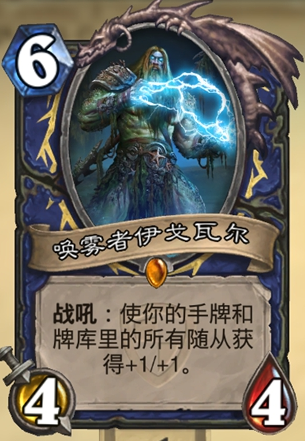 6
唤雾者伊戈瓦尔
战吼：使你的手牌和
牌库里的所有随从获
得+1/+1。
4
4